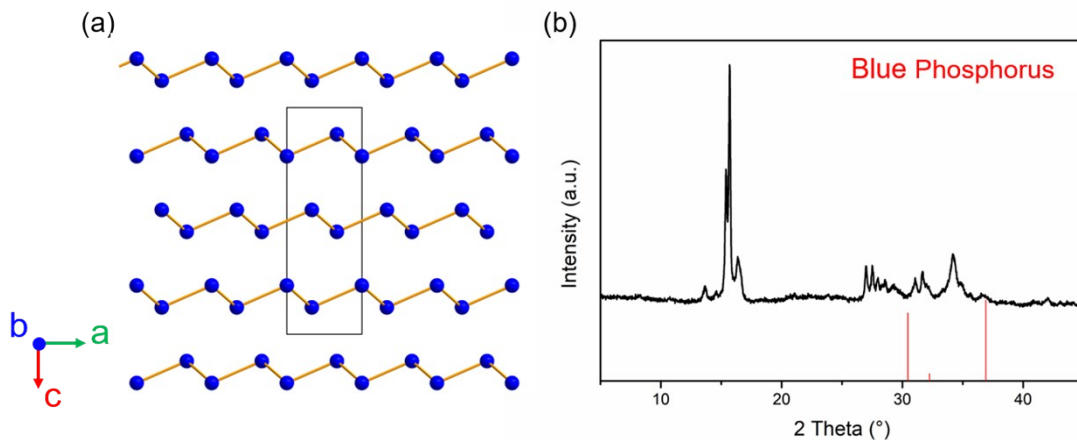 (a)
b
a
c
(b)
Blue Phosphorus
Intensity (a.u.)
10
20
30
40
2 Theta (°)